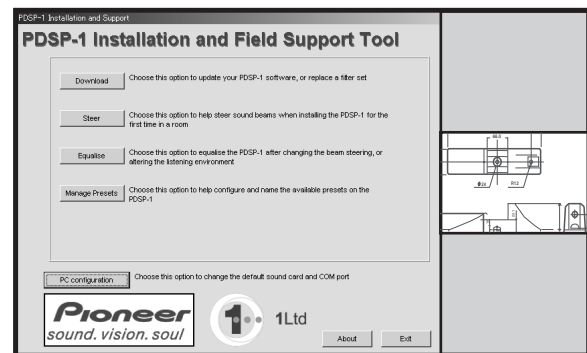 PDSP-1 Installation and Support
PDSP-1 Installation and Field Support Tool
Download
Choose this option to update your PDSP-1 software, or replace a filter set
Steer
Choose this option to help steer sound beams when installing the PDSP-1 for the
first time in a room
Equalise
Choose this option to equalise the PDSP-1 after changing the beam steering, or
altering the listening environment
Manage Presets
Choose this option to help configure and name the available presets on the
PDSP-1
PC configuration
Choose this option to change the default sound card and COM port
Pioneer
sound. vision. soul
1
1Ltd
About
Exit